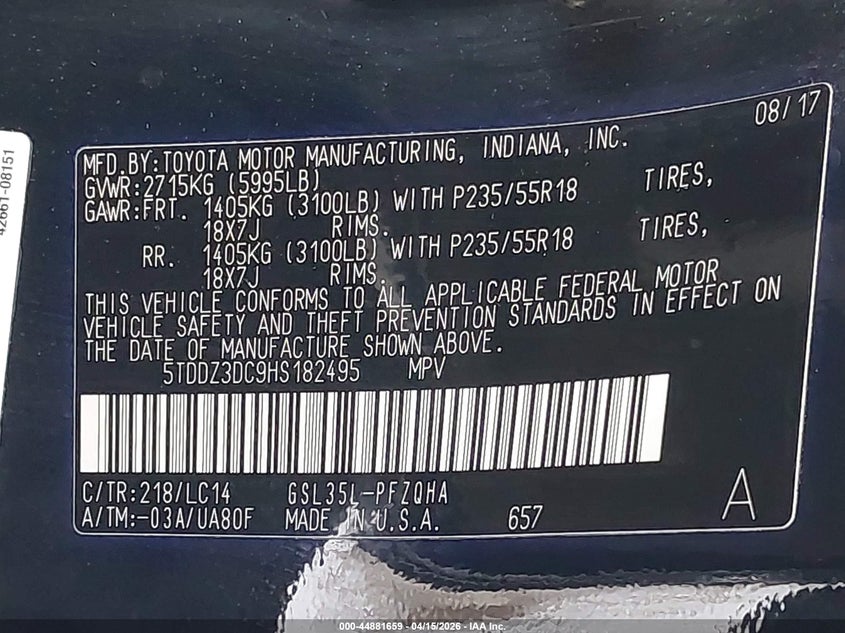 42661-08151
08/17
MFD.BY:TOYOTA MOTOR MANUFACTURING, INDIANA, INC.
GVWR:2715KG (5995LB)
GAWR:FRT. 1405KG (3100LB) WITH P235/55R18 TIRES,
18X7J RIMS.
RR. 1405KG (3100LB) WITH P235/55R18 TIRES,
18X7J RIMS.
THIS VEHICLE CONFORMS TO ALL APPLICABLE FEDERAL MOTOR
VEHICLE SAFETY AND THEFT PREVENTION STANDARDS IN EFFECT ON
THE DATE OF MANUFACTURE SHOWN ABOVE.
5TDDZ3DC9HS182495 MPV
C/TR:218/LC14 GSL35L-PFZQHA
A/TM:-03A/UA80F MADE IN U.S.A. 657
A
000-44881659 - 04/15/2026 - IAA Inc.